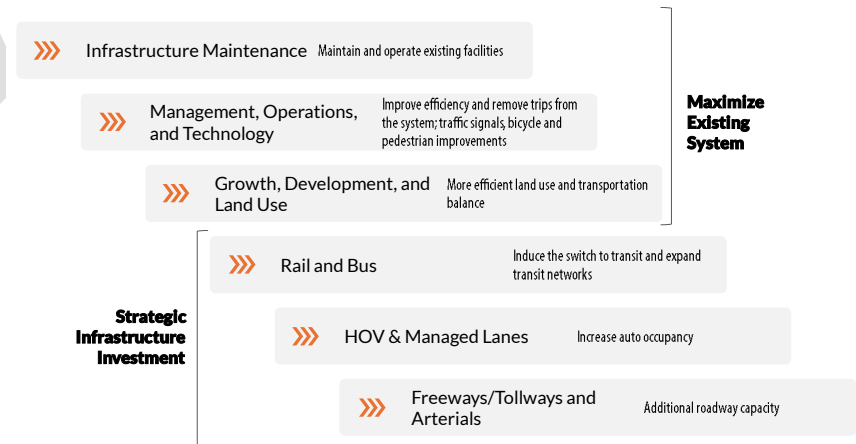 Infrastructure Maintenance Maintain and operate existing facilities
Management, Operations,
and Technology
Improve efficiency and remove trips from
the system; traffic signals, bicycle and
pedestrian improvements
Maximize
Existing
System
Growth, Development, and
Land Use
More efficient land use and transportation
balance
Rail and Bus
Induce the switch to transit and expand
transit networks
Strategic
Infrastructure
Investment
HOV & Managed Lanes
Increase auto occupancy
Freeways/Tollways and
Arterials
Additional roadway capacity